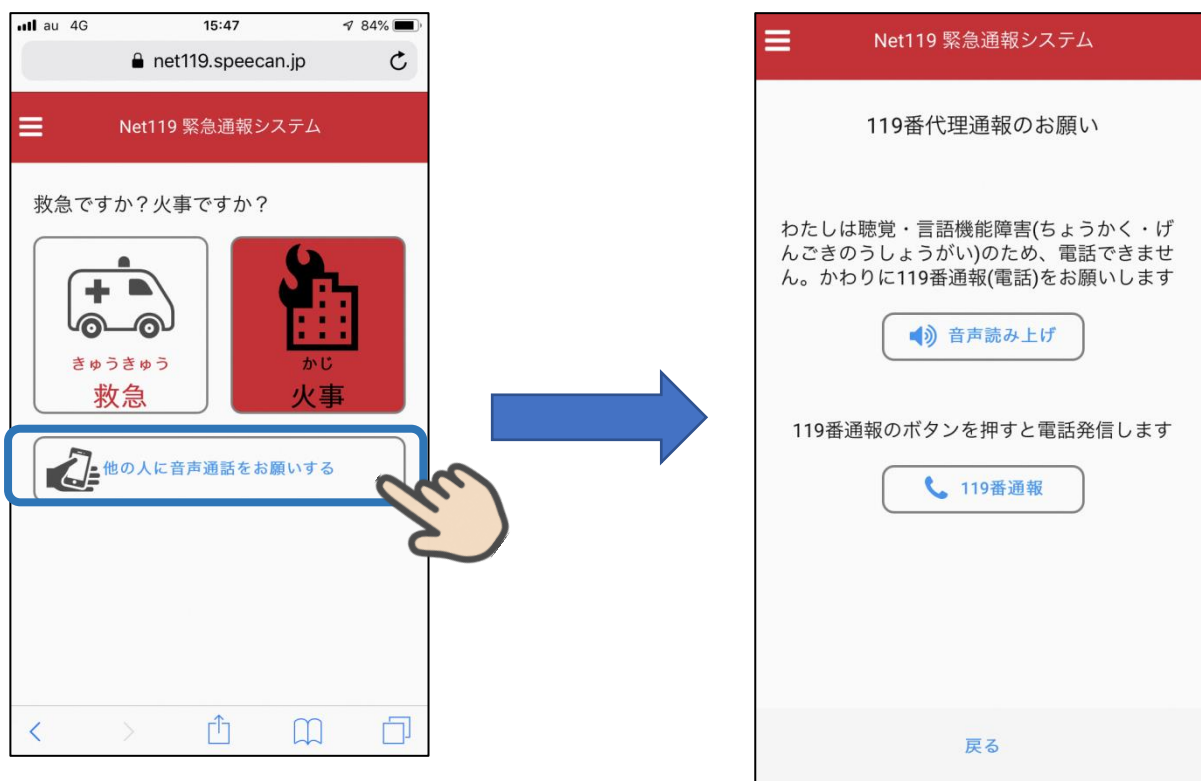 au 4G 15:47 84%
net119.speecan.jp
Net119 緊急通報システム
救急ですか？火事ですか？
きゅうきゅう
救急
かじ
火事
他の人に音声通話をお願いする
Net119 緊急通報システム
119番代理通報のお願い
わたしは聴覚・言語機能障害(ちょうかく・げ
んごきのうしょうがい)のため、電話できませ
ん。かわりに119番通報(電話)をお願いします
音声読み上げ
119番通報のボタンを押すと電話発信します
119番通報
戻る